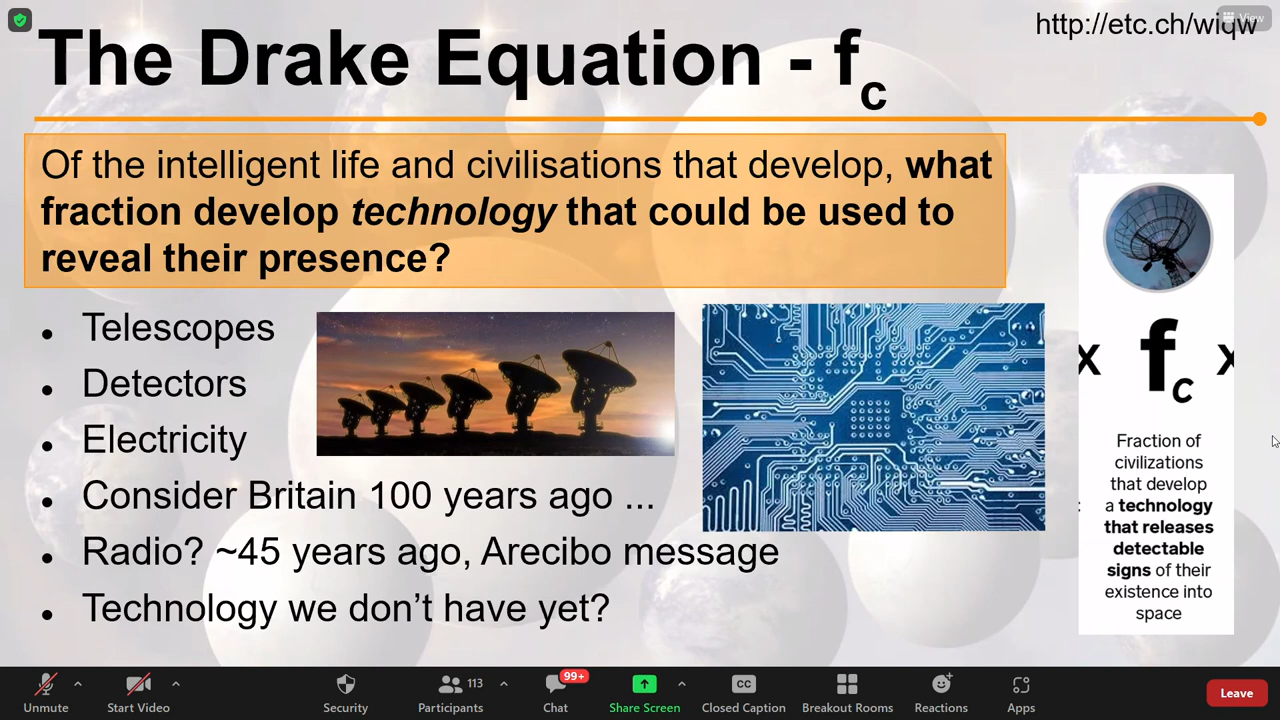 http://etc.ch/wiqw
View
The Drake Equation - fc
Of the intelligent life and civilisations that develop, what
fraction develop technology that could be used to
reveal their presence?
• Telescopes
• Detectors
• Electricity
• Consider Britain 100 years ago ...
• Radio? ~45 years ago, Arecibo message
• Technology we don’t have yet?
x fc x
Fraction of
civilizations
that develop
a technology
that releases
detectable
signs of their
existence into
space
Unmute
Start Video
Security
113
Participants
99+
Chat
Share Screen
CC
Closed Caption
Breakout Rooms
Reactions
Apps
Leave